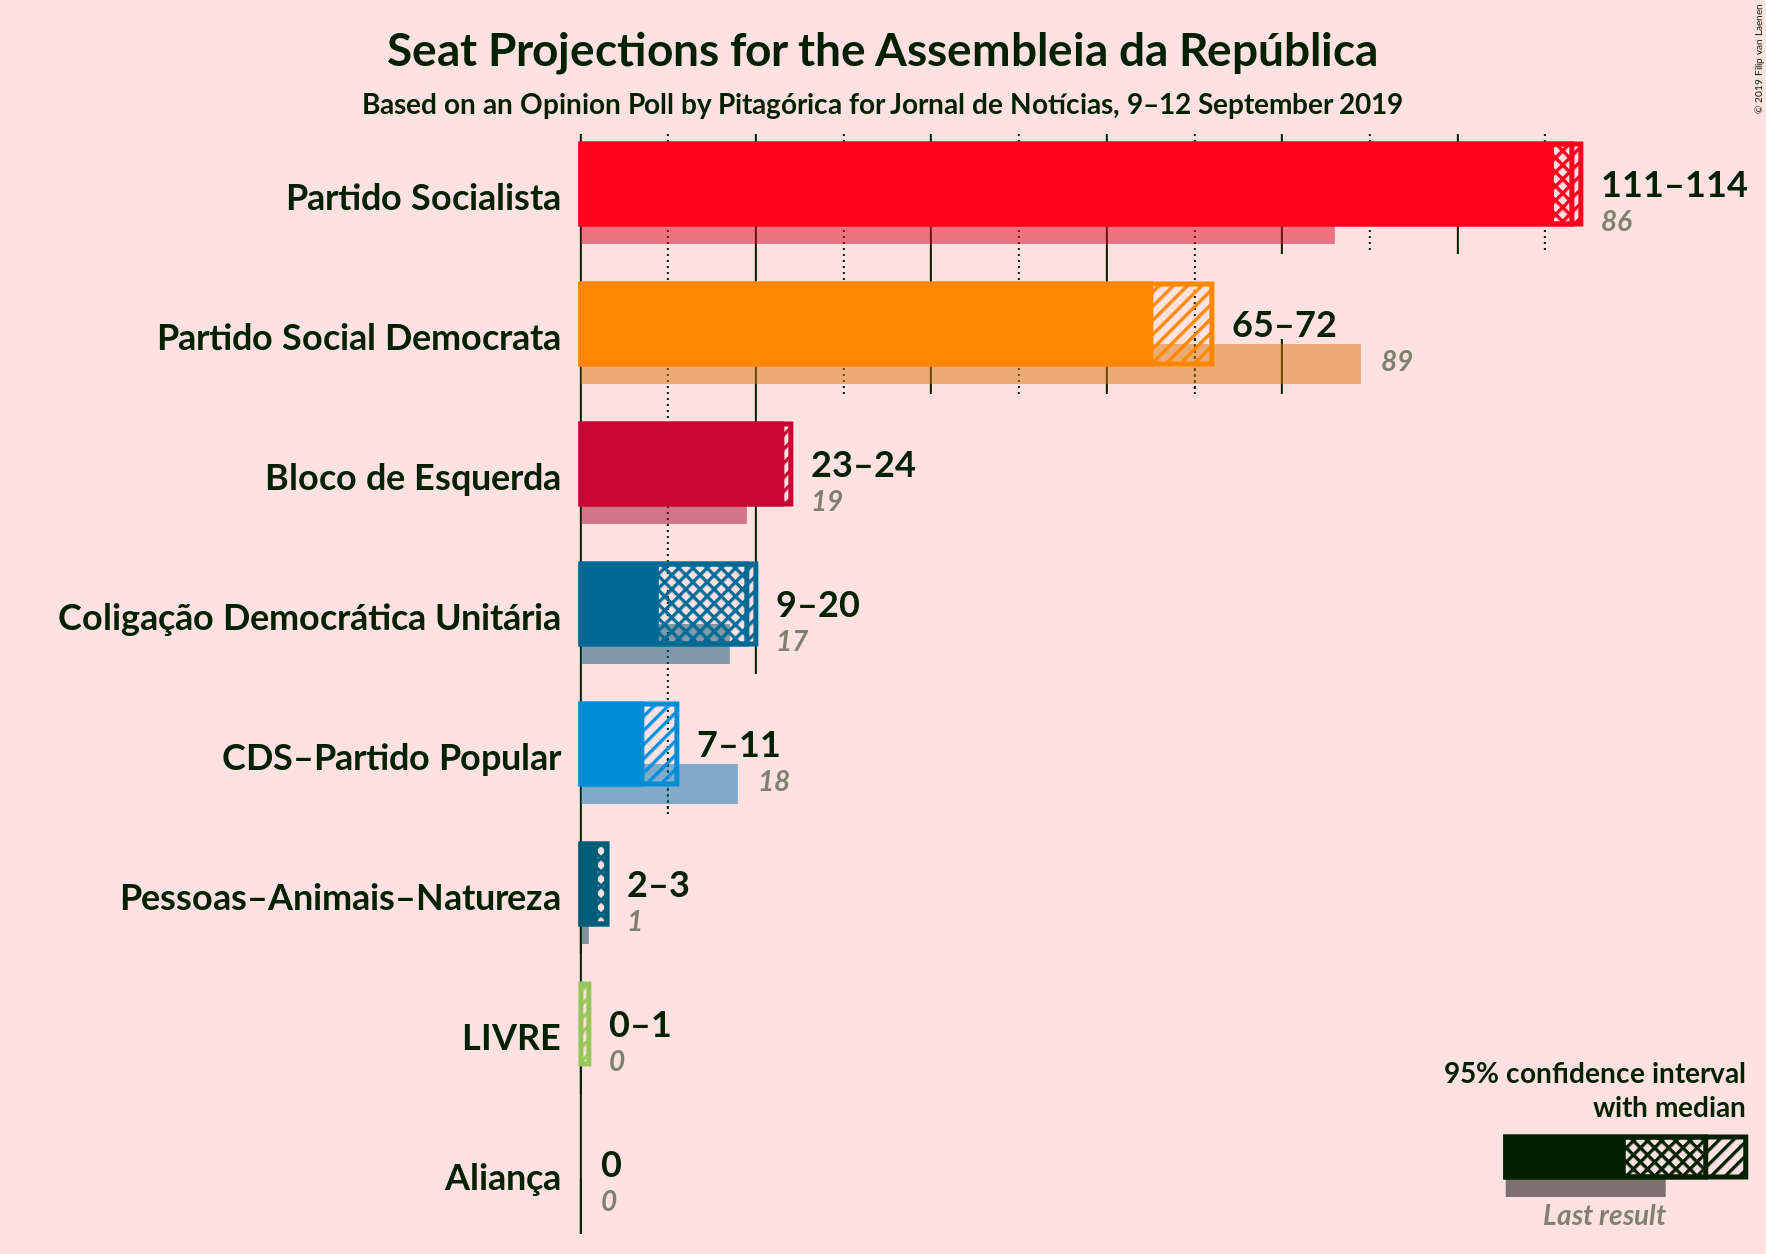 Seat Projections for the Assembleia da República
Based on an Opinion Poll by Pitagórica for Jornal de Notícias, 9–12 September 2019
© 2019 Filip van Laenen
Partido Socialista
111–114
86
Partido Social Democrata
65–72
89
Bloco de Esquerda
23–24
19
Coligação Democrática Unitária
9–20
17
CDS–Partido Popular
7–11
18
Pessoas–Animais–Natureza
2–3
1
LIVRE
0–1
0
Aliança
0
0
95% confidence interval
with median
Last result